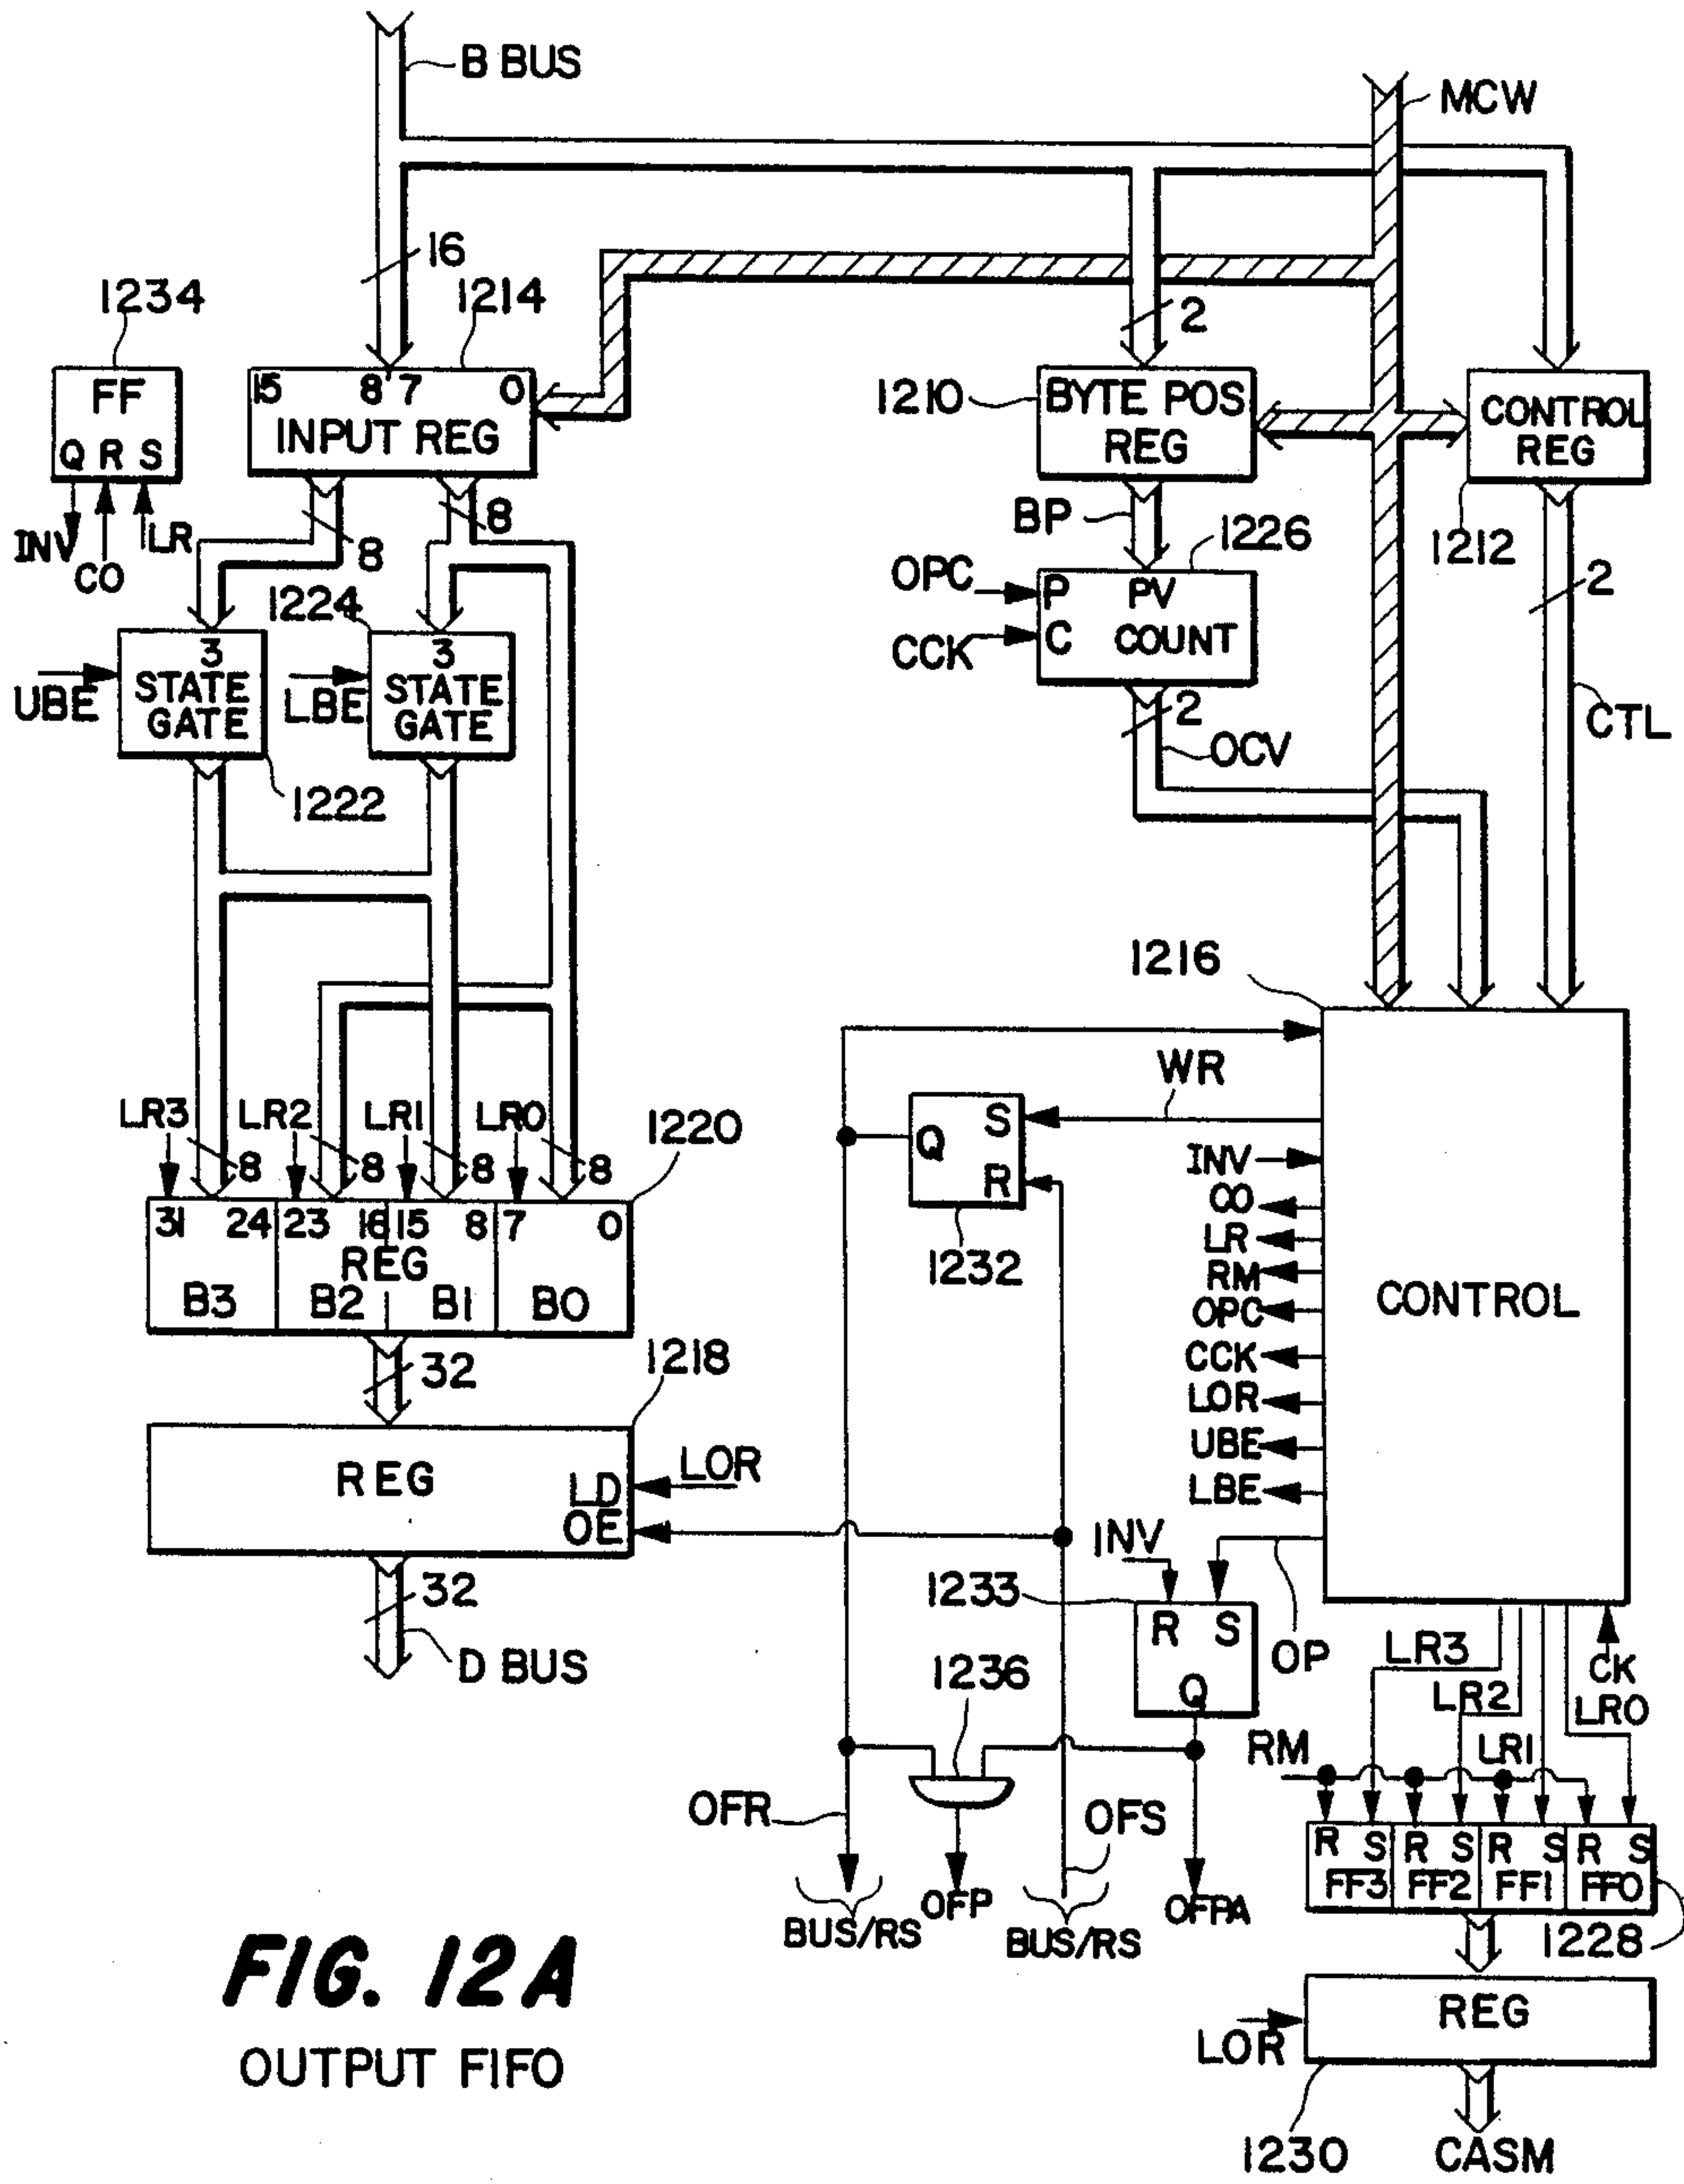 B BUS
MCW
16
1234
1214
2
FF
Q R S
15 8 7 0
INPUT REG
1210
BYTE POS
REG
CONTROL
REG
INV
CO
LR
8
8
BP
1226
1212
OPC
CCK
P PV
C COUNT
2
1224
3
STATE
GATE
3
STATE
GATE
UBE
LBE
2
OCV
CTL
1222
1216
WR
LR3
LR2
LR1
LR0
8
8
8
8
1220
Q S
R
1232
INV
CO
LR
RM
OPC
CCK
LOR
UBE
LBE
CONTROL
31 24 23 16 15 8 7 0
REG
B3 B2 B1 B0
32
1218
REG
LD
OE
LOR
32
D BUS
INV
1233
R S
Q
OP
1236
LR3
LR2
LR1
CK
LR0
RM
OFR
OFS
R S R S R S R S
FF3 FF2 FF1 FF0
BUS/RS
OFP
BUS/RS
OFPA
1228
REG
LOR
1230
CASM
FIG. 12A
OUTPUT FIFO